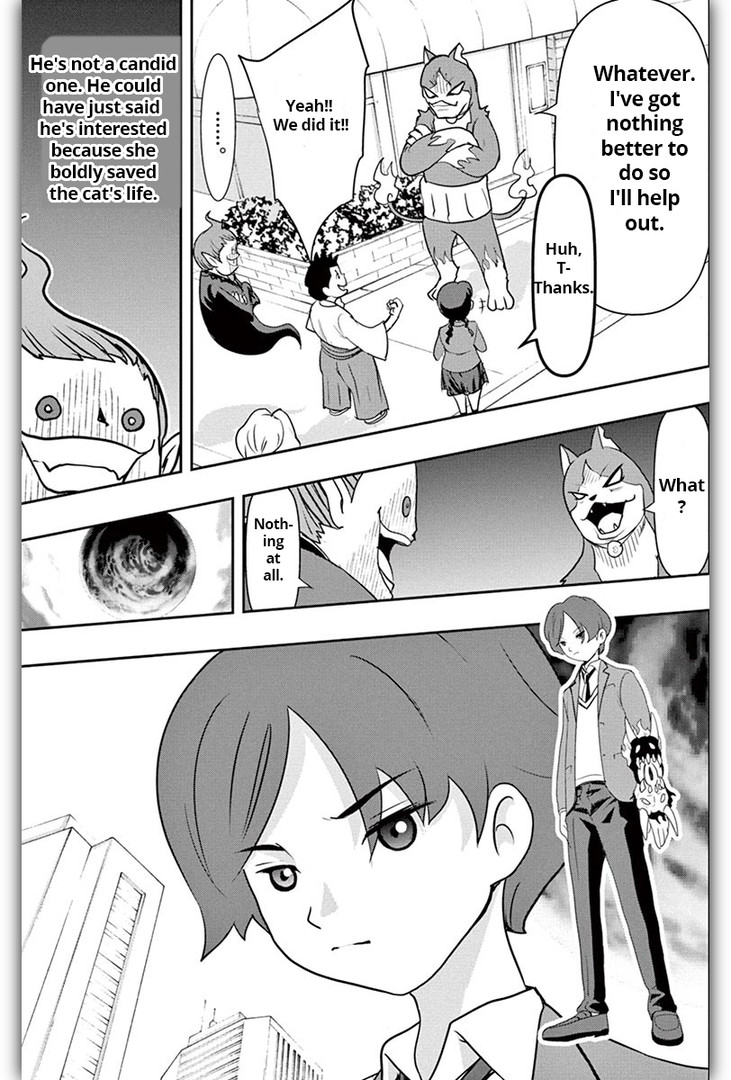 Whatever.
I've got
nothing
better to
do so
I'll help
out.
Yeah!!
We did it!!
......。
Huh,
T-
Thanks.
He's not a candid
one. He could
have just said
he's interested
because she
boldly saved
the cat's life.
What
?
Noth-
ing
at
all.